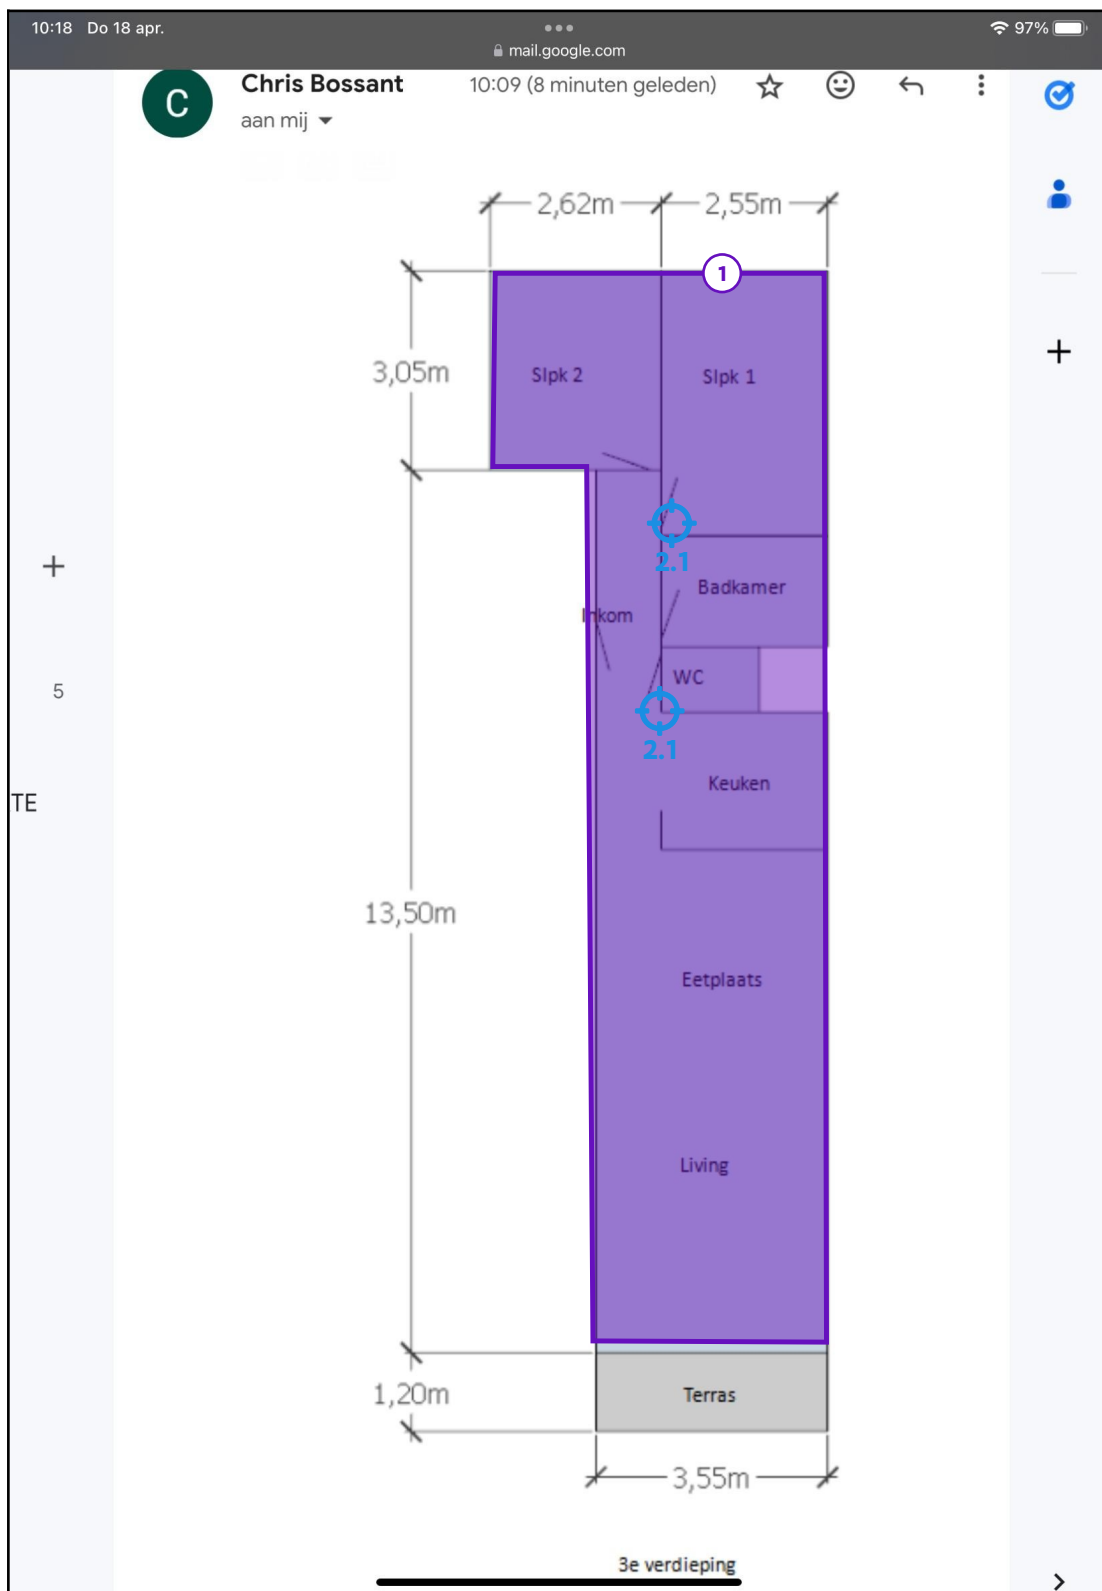 10:18 Do 18 apr.
97%
mail.google.com
C
Chris Bossant
10:09 (8 minuten geleden)
aan mij
2,62m
2,55m
1
3,05m
Slpk 2
Slpk 1
2.1
Badkamer
Inkom
5
WC
2.1
Keuken
TE
13,50m
Eetplaats
Living
1,20m
Terras
3,55m
3e verdieping